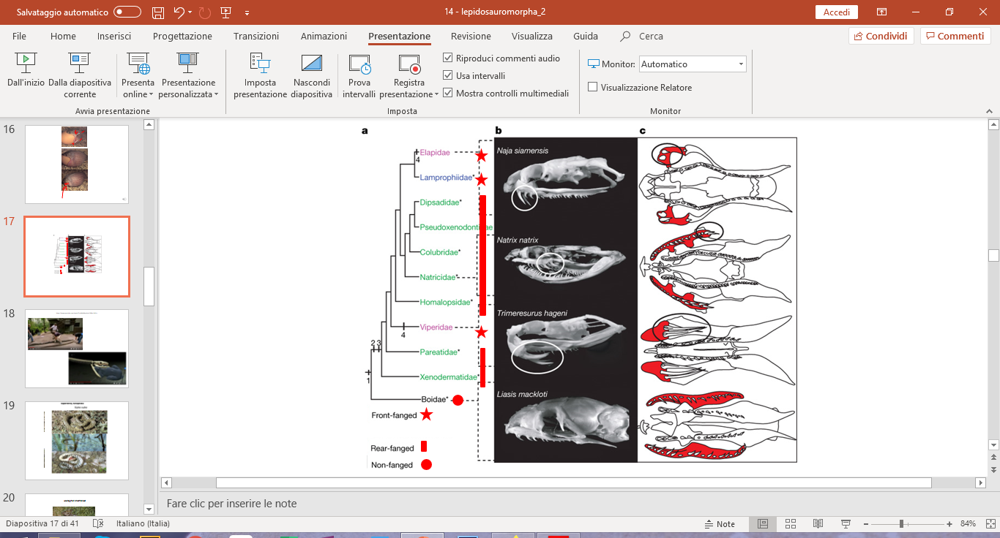 Salvataggio automatico
14 - lepidosauromorpha_2
Accedi
File Home Inserisci Progettazione Transizioni Animazioni Presentazione Revisione Visualizza Guida Cerca
Condividi Commenti
Dall'inizio
Dalla diapositiva
corrente
Presenta
online
Presentazione
personalizzata
Avvia presentazione
Imposta
presentazione
Nascondi
diapositiva
Prova
intervalli
Registra
presentazione
Riproduci commenti audio
Usa intervalli
Mostra controlli multimediali
Imposta
Monitor: Automatico
Visualizzazione Relatore
Monitor
16
17
18
19
20
a
Elapidae
4
Lamprophiidae*
Dipsadidae*
Colubridae*
Natricidae*
Homalopsidae*
Viperidae
4
2 3
Pareatidae*
Xenodermatidae*
1
Boidae*
Front-fanged
Rear-fanged
Non-fanged
b
Naja siamensis
Natrix natrix
Trimeresurus hageni
Liasis mackloti
c
Fare clic per inserire le note
Diapositiva 17 di 41
Italiano (Italia)
Note
84%